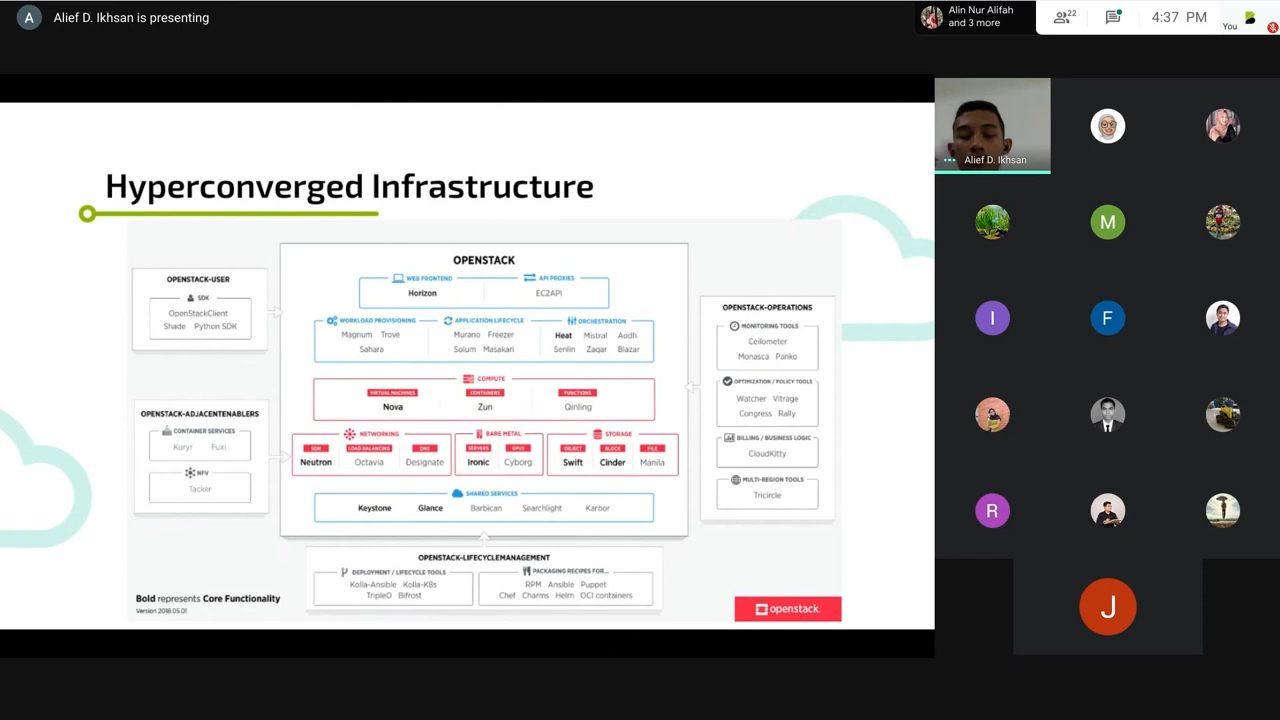 A
Alief D. Ikhsan is presenting
Alin Nur Alifah
and 3 more
22
4:37 PM
You
Hyperconverged Infrastructure
OPENSTACK-USER
SDK
OpenStackClient
Shade Python SDK
OPENSTACK-ADJACENTENABLERS
CONTAINER SERVICES
Kuryr Fuxi
NFV
Tacker
OPENSTACK
WEB FRONTEND API PROXIES
Horizon EC2API
WORKLOAD PROVISIONING APPLICATION LIFECYCLE ORCHESTRATION
Magnum Trove Murano Freezer Heat Mistral Aodh
Sahara Solum Masakari Senlin Zaqar Blazar
COMPUTE
VIRTUAL MACHINES CONTAINERS FUNCTIONS
Nova Zun Qinling
NETWORKING BARE METAL STORAGE
SDN LOAD BALANCING DNS SERVERS GPUS OBJECT BLOCK FILE
Neutron Octavia Designate Ironic Cyborg Swift Cinder Manila
SHARED SERVICES
Keystone Glance Barbican Searchlight Karbor
OPENSTACK-OPERATIONS
MONITORING TOOLS
Ceilometer
Monasca Panko
OPTIMIZATION / POLICY TOOLS
Watcher Vitrage
Congress Rally
BILLING / BUSINESS LOGIC
CloudKitty
MULTI-REGION TOOLS
Tricircle
OPENSTACK-LIFECYCLEMANAGEMENT
DEPLOYMENT / LIFECYCLE TOOLS PACKAGING RECIPES FOR...
Kolla-Ansible Kolla-K8s RPM Ansible Puppet
TripleO Bifrost Chef Charms Helm OCI containers
Bold represents Core Functionality
Version 2018.05.01
openstack.
Alief D. Ikhsan
M
I
F
R
J